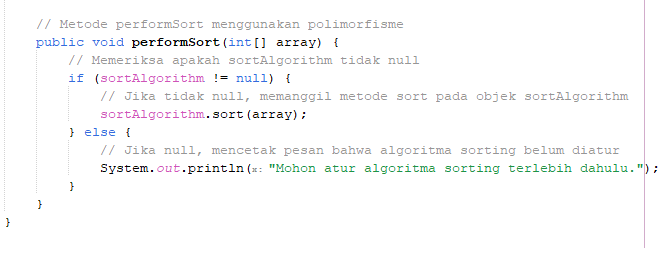 // Metode performSort menggunakan polimorfisme
public void performSort(int[] array) {
// Memeriksa apakah sortAlgorithm tidak null
if (sortAlgorithm != null) {
// Jika tidak null, memanggil metode sort pada objek sortAlgorithm
sortAlgorithm.sort(array);
} else {
// Jika null, mencetak pesan bahwa algoritma sorting belum diatur
System.out.println(x: "Mohon atur algoritma sorting terlebih dahulu.");
}
}
}